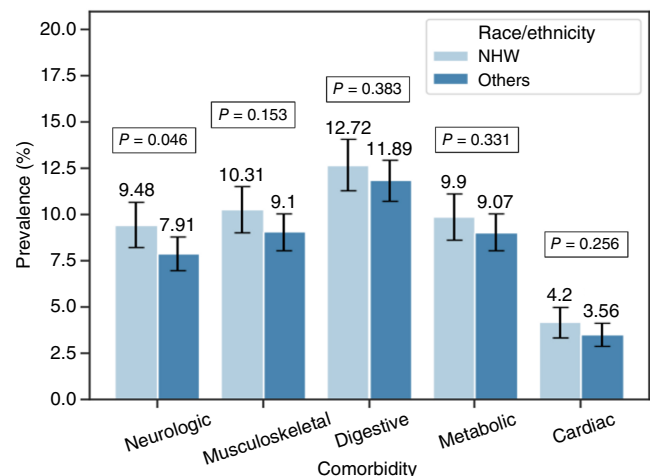 20.0
17.5
15.0
12.5
10.0
7.5
5.0
2.5
0.0
Prevalence (%)
Race/ethnicity
NHW
Others
P = 0.046
P = 0.153
P = 0.383
P = 0.331
P = 0.256
9.48
7.91
10.31
9.1
12.72
11.89
9.9
9.07
4.2
3.56
Neurologic
Musculoskeletal
Digestive
Metabolic
Cardiac
Comorbidity